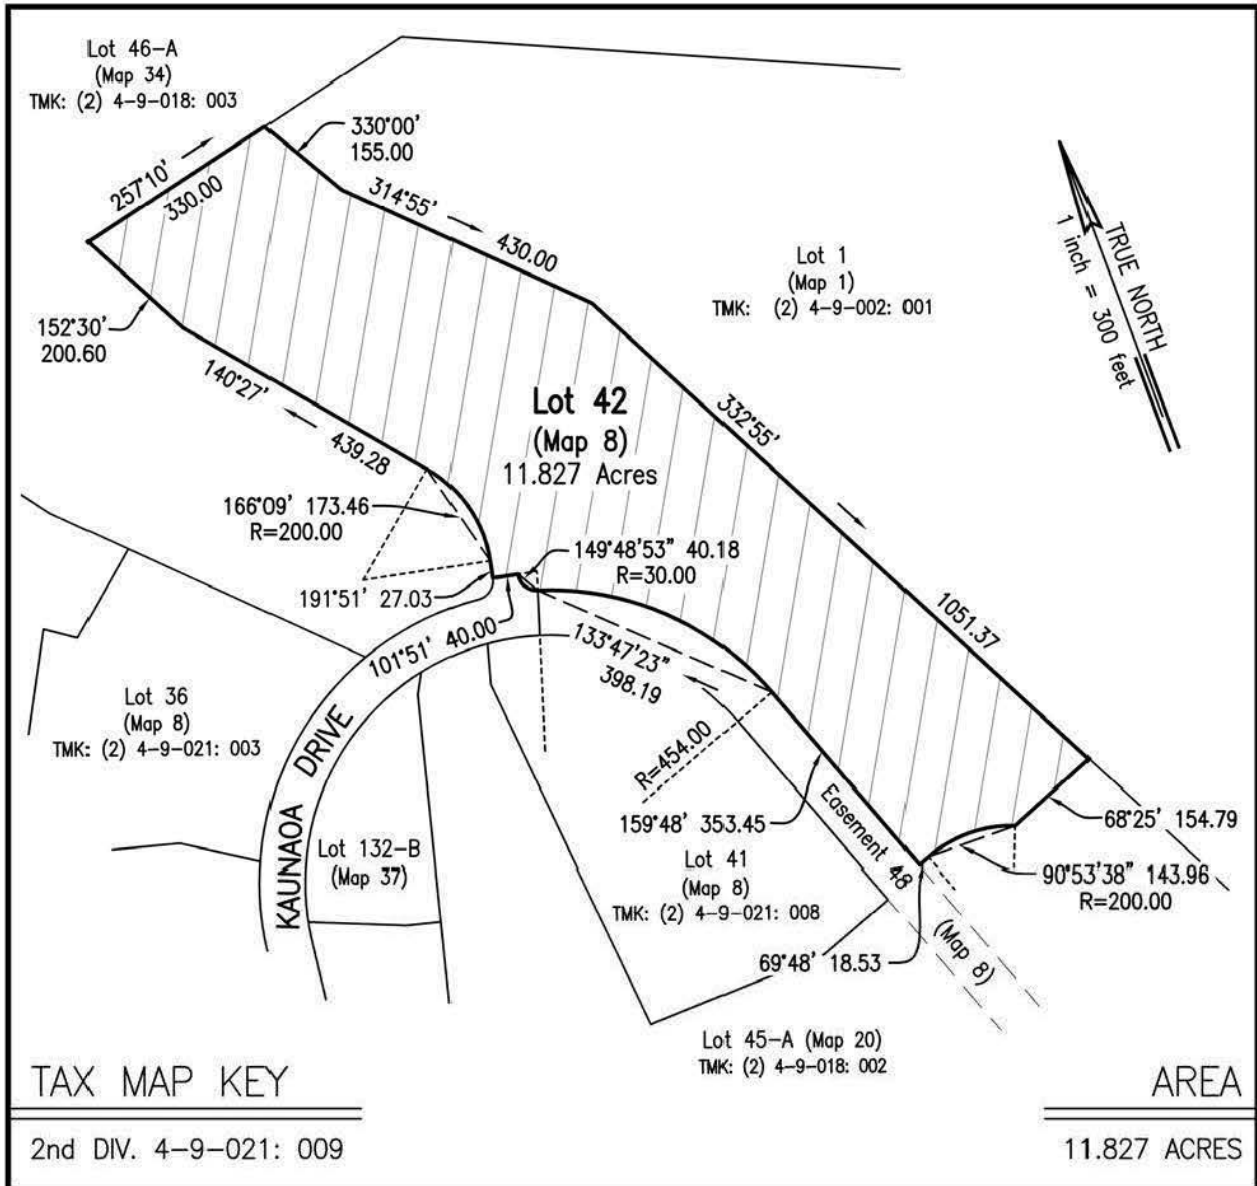 Lot 46-A
(Map 34)
TMK: (2) 4-9-018: 003
330°00'
155.00
257°10'
330.00
314°55'
430.00
Lot 1
(Map 1)
TMK: (2) 4-9-002: 001
TRUE NORTH
1 inch = 300 feet
152°30'
200.60
140°27'
439.28
Lot 42
(Map 8)
11.827 Acres
332°55'
1051.37
166°09' 173.46
R=200.00
149°48'53" 40.18
R=30.00
191°51' 27.03
101°51' 40.00
133°47'23"
398.19
Lot 36
(Map 8)
TMK: (2) 4-9-021: 003
KAUNAOA DRIVE
R=454.00
159°48' 353.45
Easement 48
(Map 8)
68°25' 154.79
Lot 132-B
(Map 37)
Lot 41
(Map 8)
TMK: (2) 4-9-021: 008
90°53'38" 143.96
R=200.00
69°48' 18.53
Lot 45-A (Map 20)
TMK: (2) 4-9-018: 002
TAX MAP KEY
2nd DIV. 4-9-021: 009
AREA
11.827 ACRES